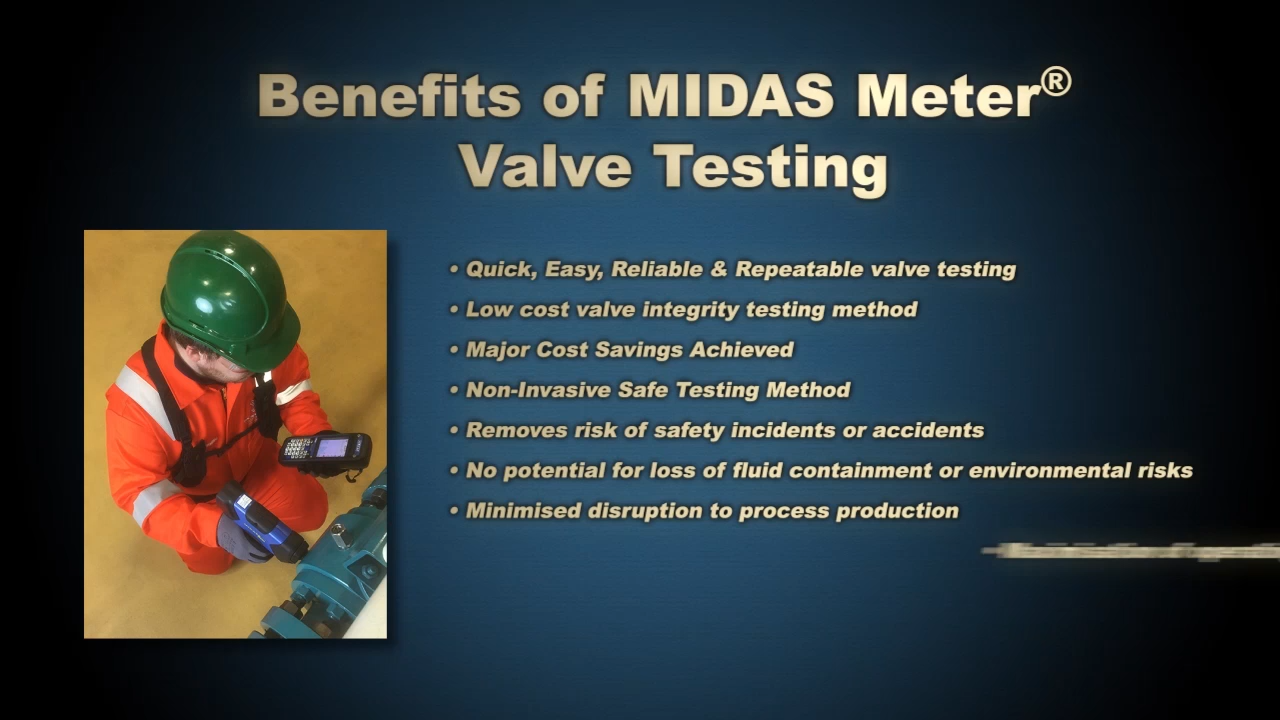 Benefits of MIDAS Meter®
Valve Testing
• Quick, Easy, Reliable & Repeatable valve testing
• Low cost valve integrity testing method
• Major Cost Savings Achieved
• Non-Invasive Safe Testing Method
• Removes risk of safety incidents or accidents
• No potential for loss of fluid containment or environmental risks
• Minimised disruption to process production